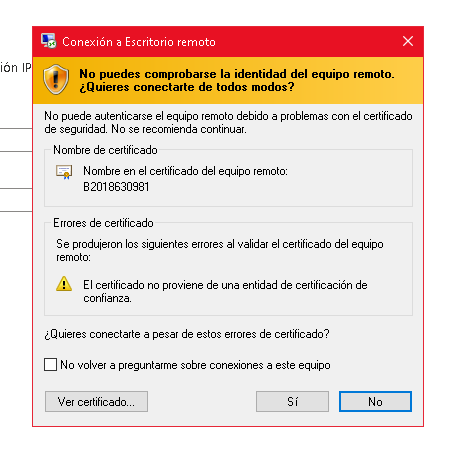 Conexión a Escritorio remoto
ión IP
No puedes comprobarse la identidad del equipo remoto.
¿Quieres conectarte de todos modos?
No puede autenticarse el equipo remoto debido a problemas con el certificado
de seguridad. No se recomienda continuar.
Nombre de certificado
Nombre en el certificado del equipo remoto:
B2018630981
Errores de certificado
Se produjeron los siguientes errores al validar el certificado del equipo
remoto:
El certificado no proviene de una entidad de certificación de
confianza.
¿Quieres conectarte a pesar de estos errores de certificado?
No volver a preguntarme sobre conexiones a este equipo
Ver certificado...
Sí
No